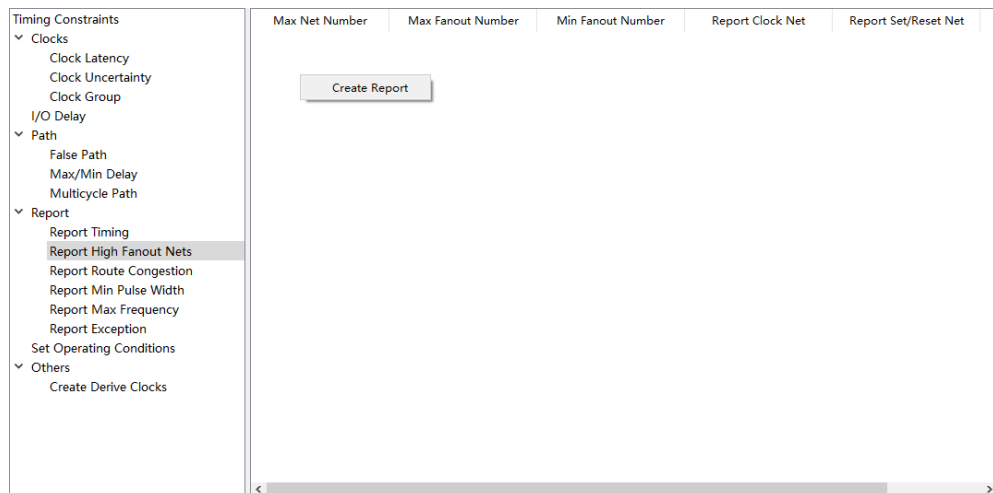 Timing Constraints
Clocks
Clock Latency
Clock Uncertainty
Clock Group
I/O Delay
Path
False Path
Max/Min Delay
Multicycle Path
Report
Report Timing
Report High Fanout Nets
Report Route Congestion
Report Min Pulse Width
Report Max Frequency
Report Exception
Set Operating Conditions
Others
Create Derive Clocks
Max Net Number Max Fanout Number Min Fanout Number Report Clock Net Report Set/Reset Net
Create Report